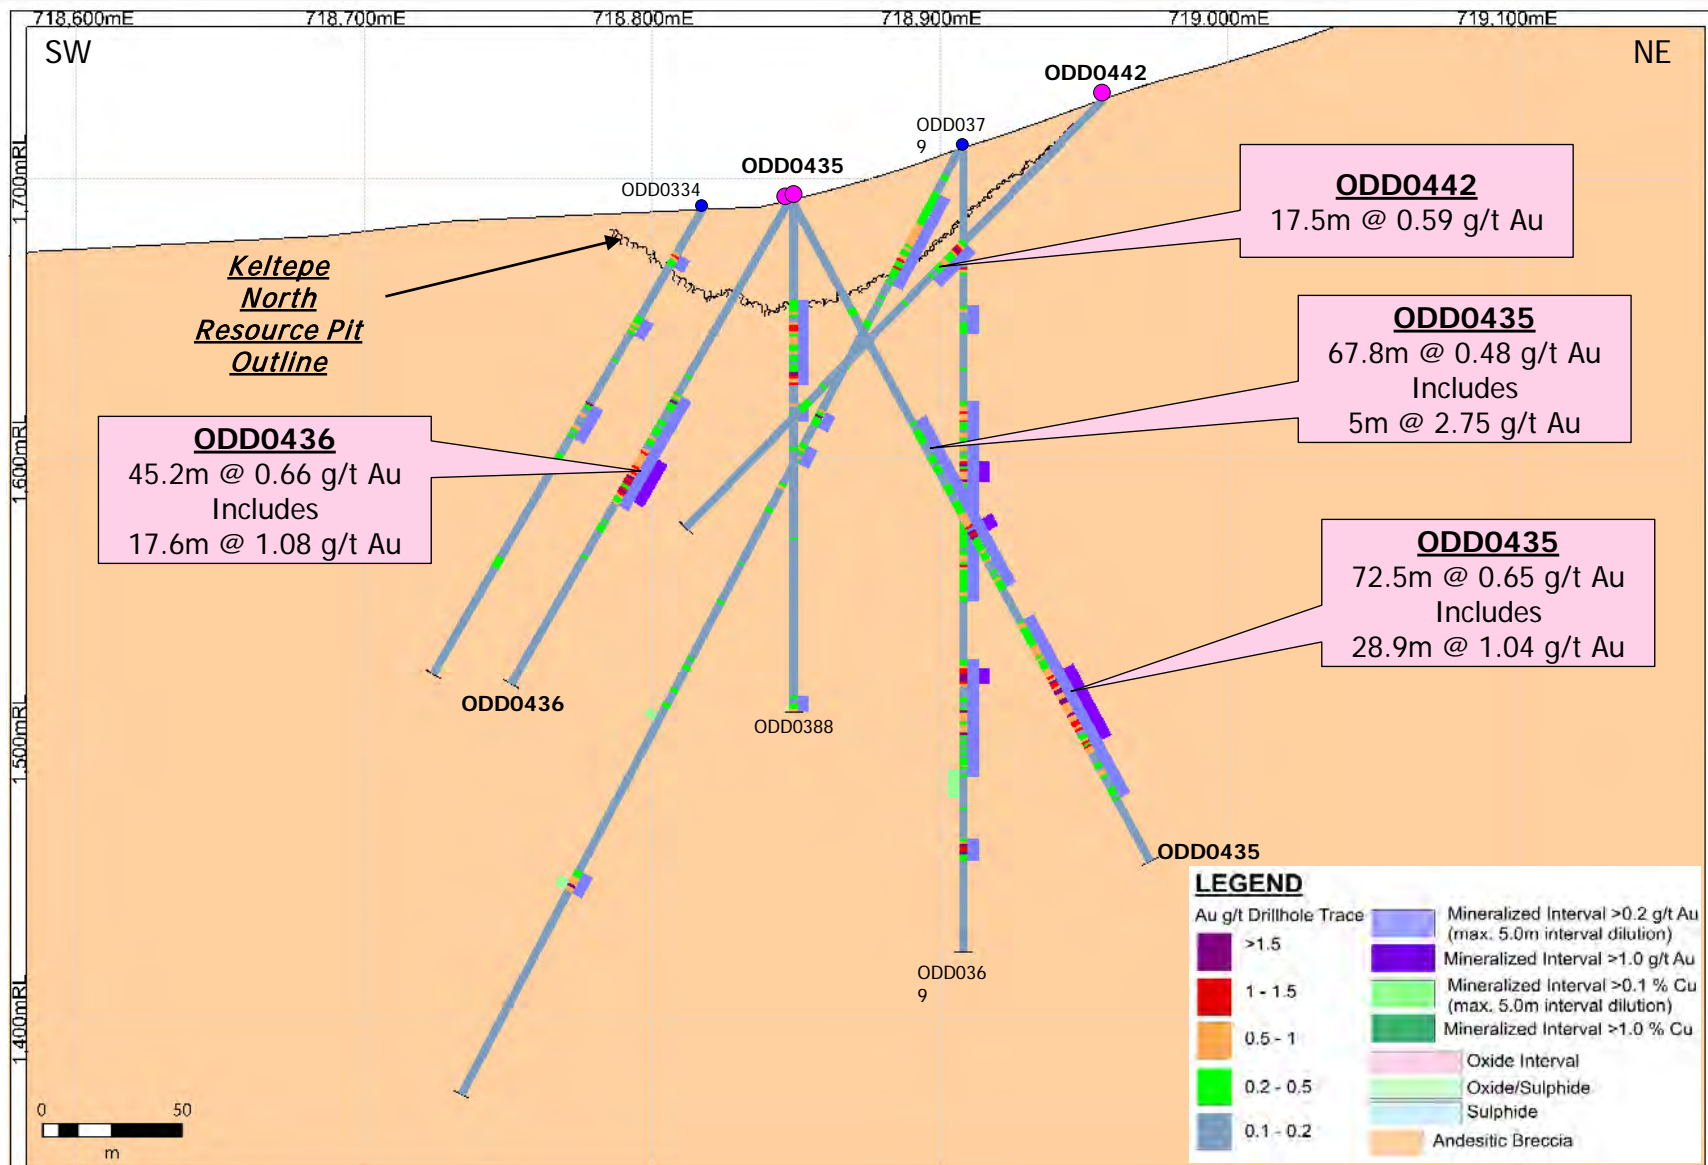 718,600mE
718,700mE
718,800mE
718,900mE
719,000mE
719,100mE
SW
NE
ODD0442
ODD037
9
ODD0435
ODD0334
1,700mRL
1,600mRL
1,500mRL
1,400mRL
Keltepe
North
Resource Pit
Outline
ODD0442
17.5m @ 0.59 g/t Au
ODD0435
67.8m @ 0.48 g/t Au
Includes
5m @ 2.75 g/t Au
ODD0436
45.2m @ 0.66 g/t Au
Includes
17.6m @ 1.08 g/t Au
ODD0435
72.5m @ 0.65 g/t Au
Includes
28.9m @ 1.04 g/t Au
ODD0436
ODD0388
ODD0435
ODD036
9
LEGEND
Au g/t Drillhole Trace
>1.5
1 - 1.5
0.5 - 1
0.2 - 0.5
0.1 - 0.2
Mineralized Interval >0.2 g/t Au
(max. 5.0m interval dilution)
Mineralized Interval >1.0 g/t Au
Mineralized Interval >0.1 % Cu
(max. 5.0m interval dilution)
Mineralized Interval >1.0 % Cu
Oxide Interval
Oxide/Sulphide
Sulphide
Andesitic Breccia
0 50
m